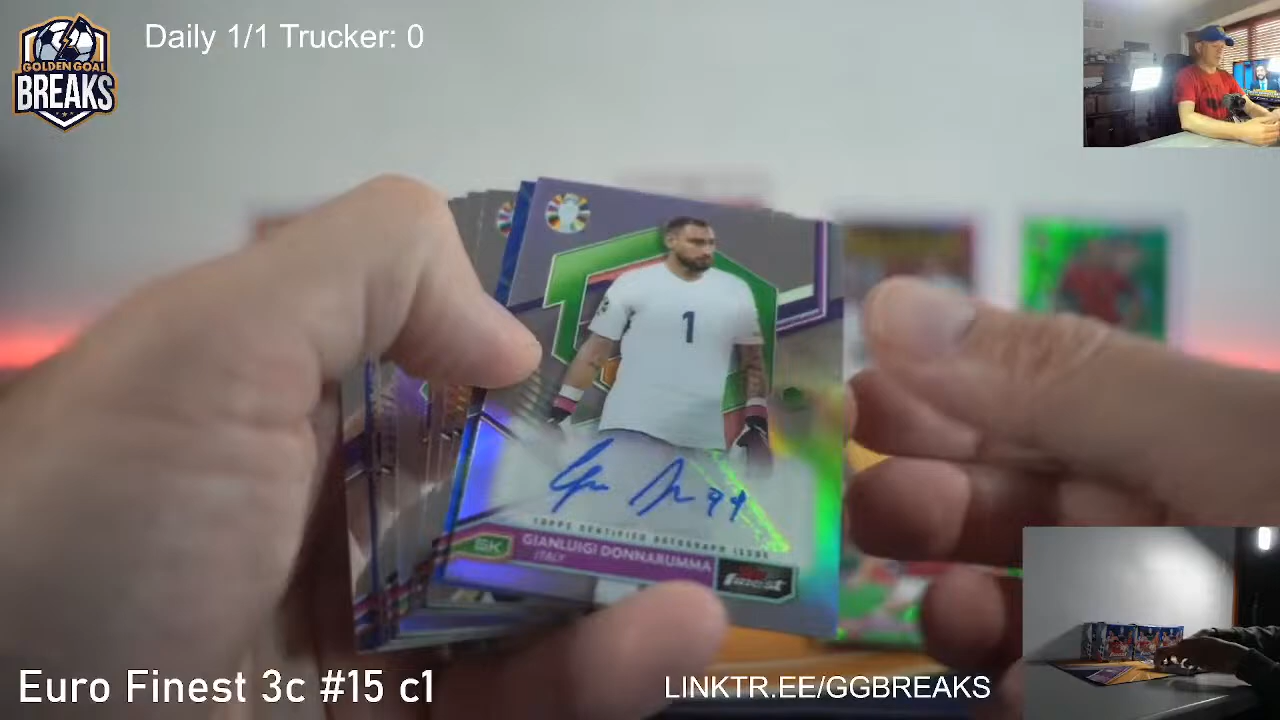 GOLDEN GOAL
BREAKS
Daily 1/1 Trucker: 0
1
94
TOPPS CERTIFIED AUTOGRAPH ISSUE
GK
GIANLUIGI DONNARUMMA
ITALY
finest
Euro Finest 3c #15 c1
LINKTR.EE/GGBREAKS